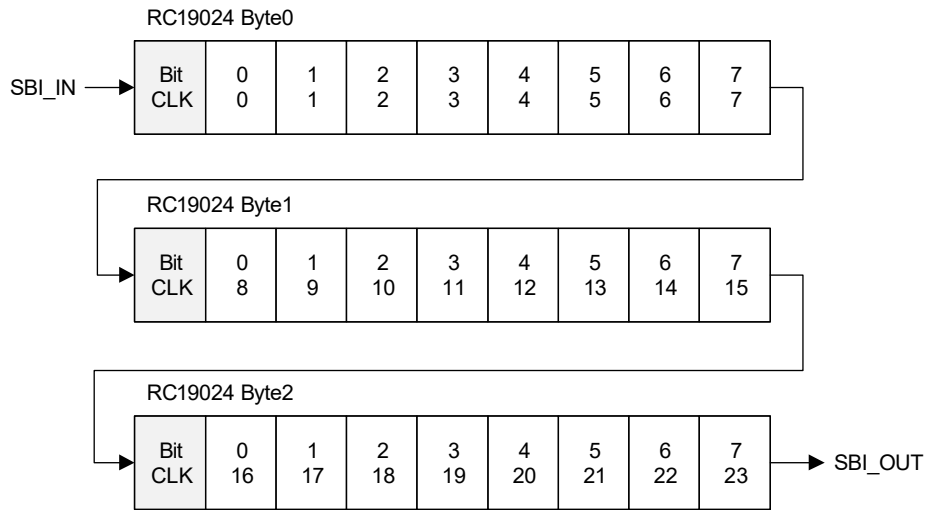 RC19024 Byte0
SBI_IN
Bit 0 1 2 3 4 5 6 7
CLK 0 1 2 3 4 5 6 7
RC19024 Byte1
Bit 0 1 2 3 4 5 6 7
CLK 8 9 10 11 12 13 14 15
RC19024 Byte2
Bit 0 1 2 3 4 5 6 7
CLK 16 17 18 19 20 21 22 23
SBI_OUT